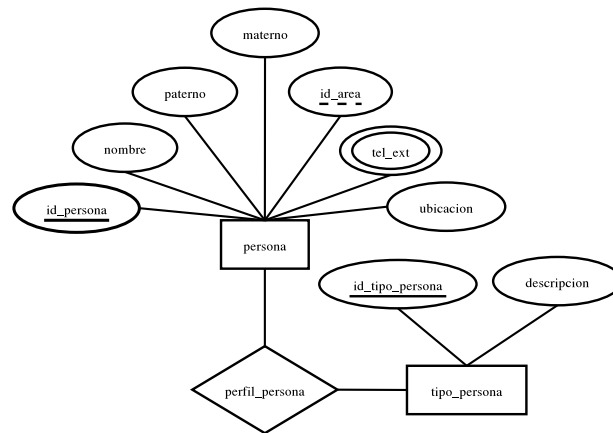 materno
paterno
id_area
nombre
tel_ext
id_persona
ubicacion
persona
id_tipo_persona
descripcion
perfil_persona
tipo_persona